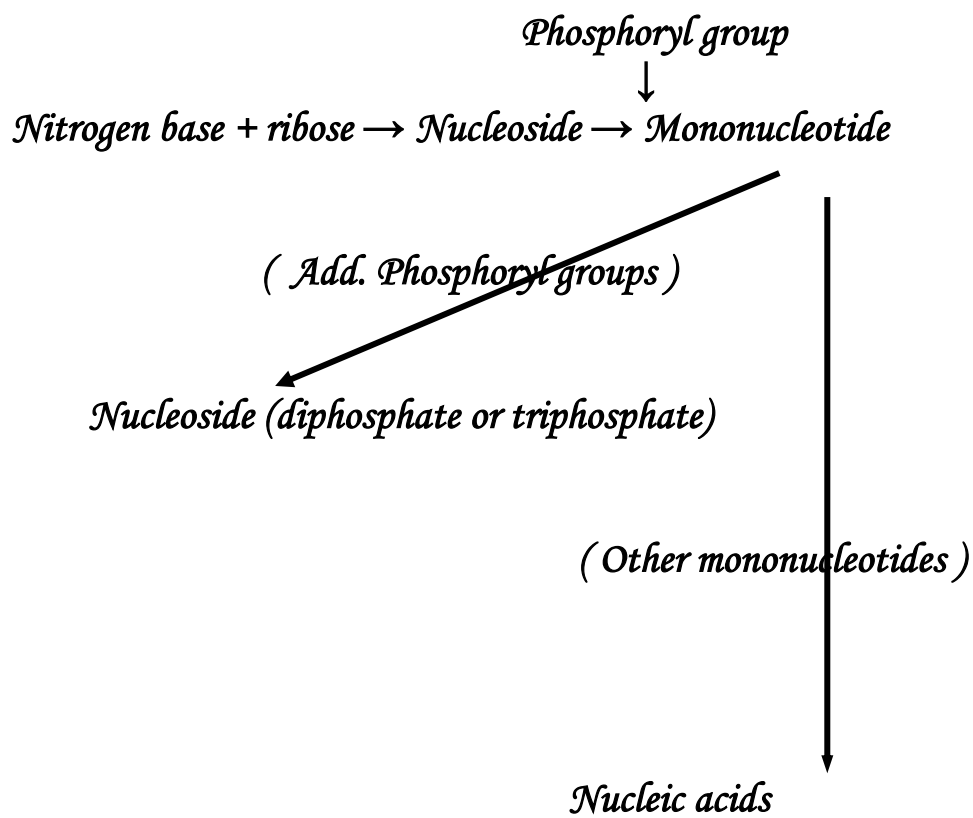 Phosphoryl group
↓
Nitrogen base + ribose → Nucleoside → Mononucleotide
( Add. Phosphoryl groups )
Nucleoside (diphosphate or triphosphate)
( Other mononucleotides )
Nucleic acids